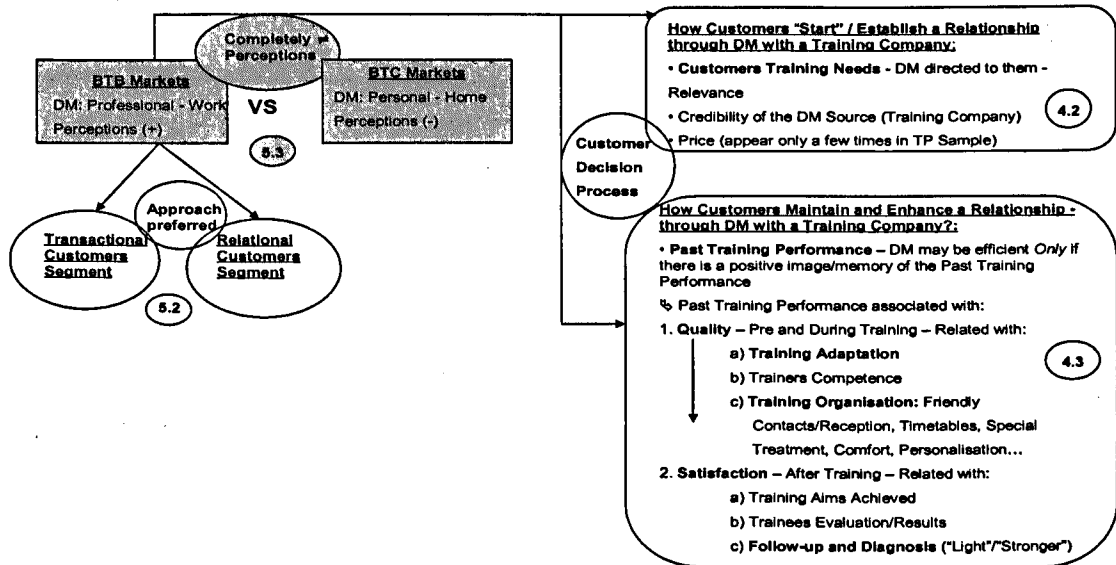 Completely ≠
Perceptions
BTB Markets
DM: Professional - Work
Perceptions (+)
VS
BTC Markets
DM: Personal - Home
Perceptions (-)
5.3
Approach
preferred
Transactional
Customers
Segment
Relational
Customers
Segment
5.2
Customer
Decision
Process
How Customers "Start" / Establish a Relationship
through DM with a Training Company:
• Customers Training Needs - DM directed to them -
Relevance
• Credibility of the DM Source (Training Company)
• Price (appear only a few times in TP Sample)
4.2
How Customers Maintain and Enhance a Relationship -
through DM with a Training Company?:
• Past Training Performance – DM may be efficient Only if
there is a positive image/memory of the Past Training
Performance
↳ Past Training Performance associated with:
1. Quality – Pre and During Training – Related with:
a) Training Adaptation
b) Trainers Competence
c) Training Organisation: Friendly
Contacts/Reception, Timetables, Special
Treatment, Comfort, Personalisation...
4.3
2. Satisfaction – After Training – Related with:
a) Training Aims Achieved
b) Trainees Evaluation/Results
c) Follow-up and Diagnosis ("Light"/"Stronger")